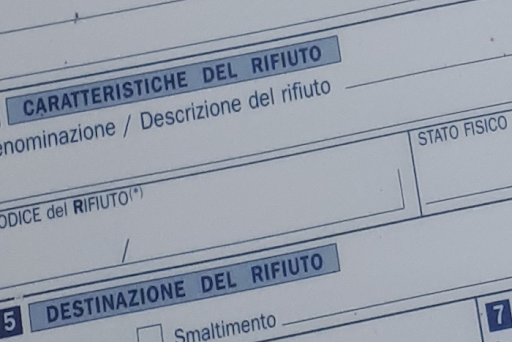 CARATTERISTICHE DEL RIFIUTO
enominazione / Descrizione del rifiuto
STATO FISICO
ODICE del RIFIUTO(*)
/
5 DESTINAZIONE DEL RIFIUTO
7
Smaltimento